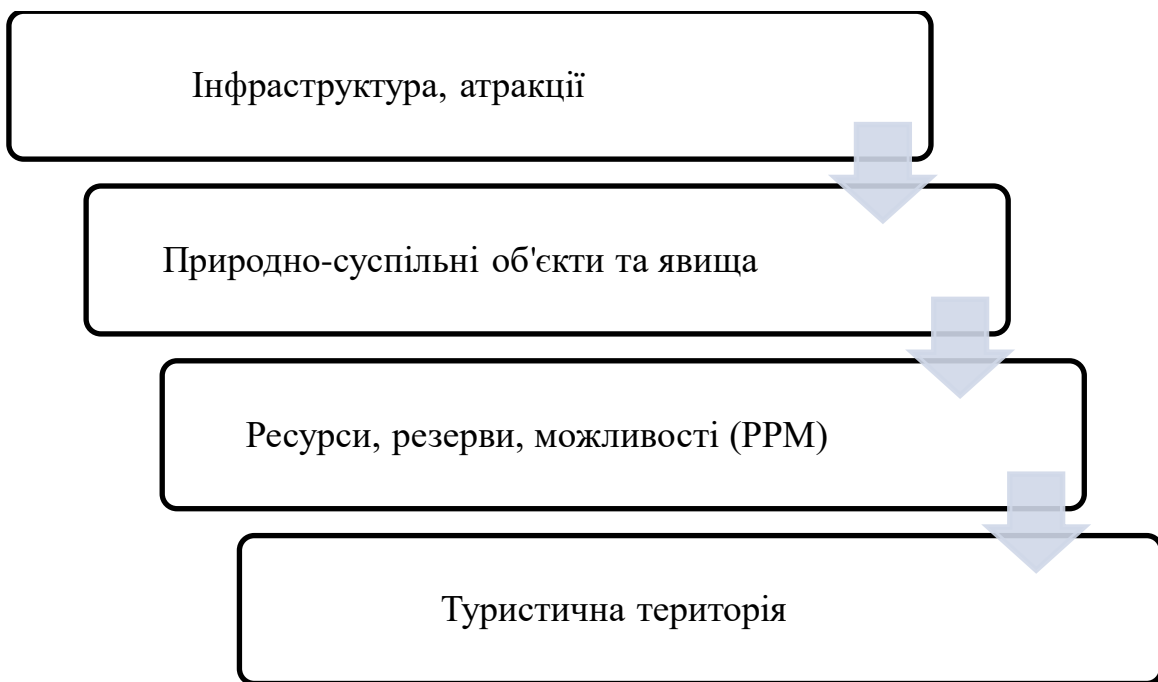 Інфраструктура, атракції
Природно-суспільні об'єкти та явища
Ресурси, резерви, можливості (РРМ)
Туристична територія